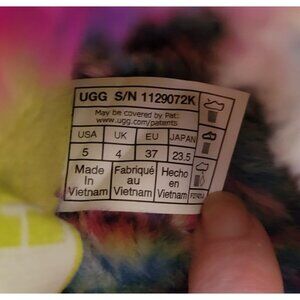 UGG S/N 1129072K
May be covered by Pat:
www.ugg.com/patents
USA UK EU JAPAN
5 4 37 23.5
Made In Vietnam
Fabriqué au Vietnam
Hecho en Vietnam